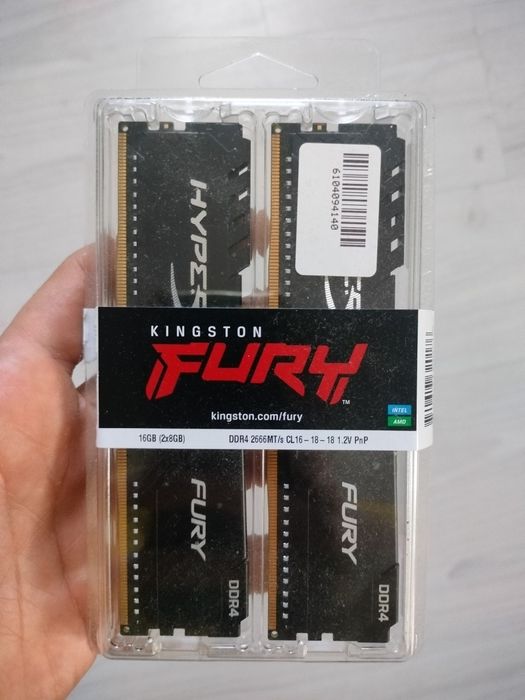 HYPER
6104094140
KINGSTON
FURY
TM
kingston.com/fury
INTEL
AMD
16GB (2x8GB)
DDR4 2666MT/s CL16 – 18 – 18 1.2V PnP
FURY
DDR4
FURY
DDR4